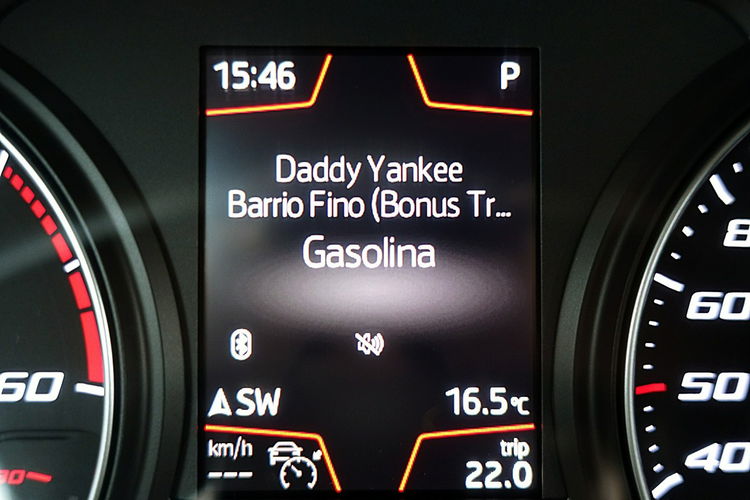 15:46 P
Daddy Yankee
Barrio Fino (Bonus Tr...
Gasolina
SW 16.5°C
km/h trip
--- 22.0
60
80
60
50
40